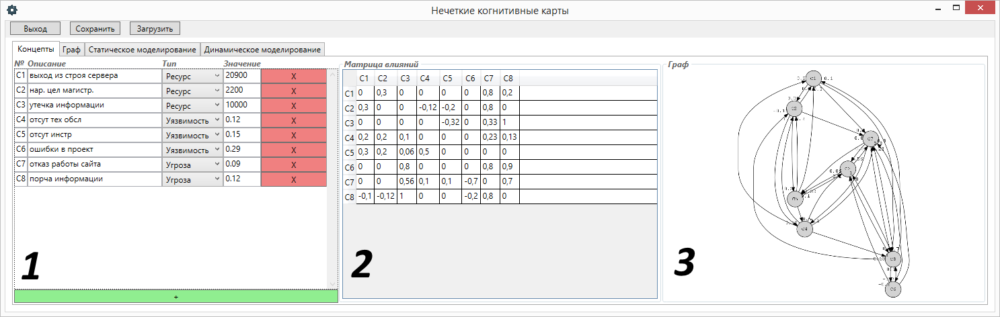 Нечеткие когнитивные карты
Выход Сохранить Загрузить
Концепты Граф Статическое моделирование Динамическое моделирование
№ Описание Тип Значение
C1 выход из строя сервера Ресурс 20900 X
C2 нар. цел магистр. Ресурс 2200 X
C3 утечка информации Ресурс 10000 X
C4 отсут тех обсл Уязвимость 0.12 X
C5 отсут инстр Уязвимость 0.15 X
C6 ошибки в проект Уязвимость 0.29 X
C7 отказ работы сайта Угроза 0.09 X
C8 порча информации Угроза 0.12 X
+
1
Матрица влияний
C1 C2 C3 C4 C5 C6 C7 C8
C1 0 0,3 0 0 0 0 0,8 0,2
C2 0,3 0 0 -0,12 -0,2 0 0,8 0
C3 0 0 0 0 -0,32 0 0,33 1
C4 0,2 0,2 0,1 0 0 0 0,23 0,13
C5 0,3 0,2 0,06 0,5 0 0 0 0
C6 0 0 0,8 0 0 0 0,8 0,9
C7 0 0 0,56 0,1 0,1 -0,7 0 0,7
C8 -0,1 -0,12 1 0 0 -0,2 0,8 0
2
Граф
C1
C2
C7
C5
C4
C8
C6
3